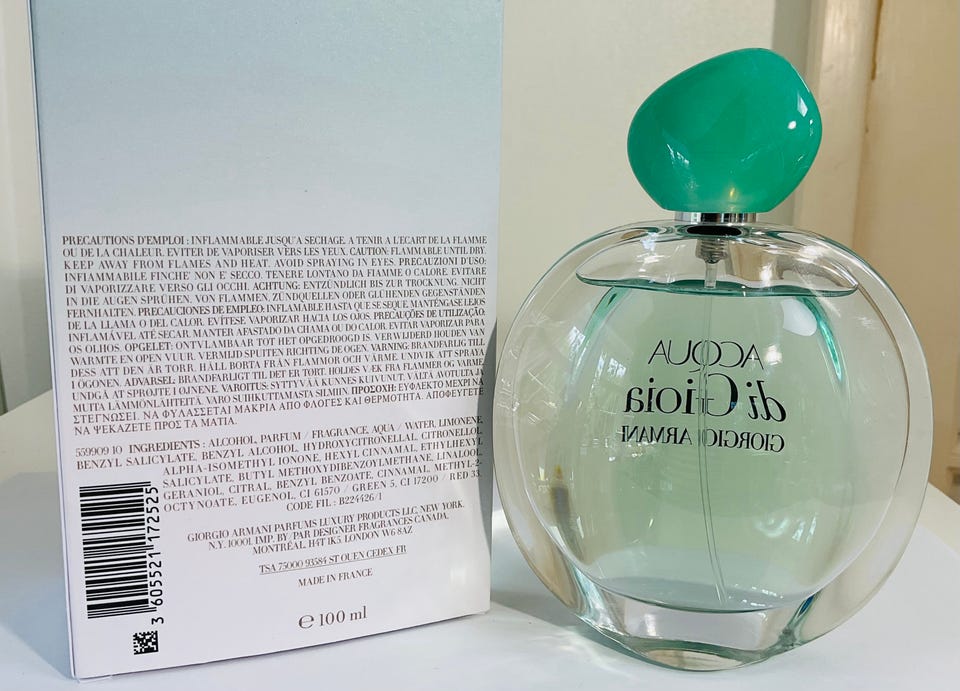 PRECAUTIONS D'EMPLOI : INFLAMMABLE JUSQU'A SECHAGE. A TENIR A L'ECART DE LA FLAMME
OU DE LA CHALEUR. EVITER DE VAPORISER VERS LES YEUX. CAUTION: FLAMMABLE UNTIL DRY.
KEEP AWAY FROM FLAMES AND HEAT. AVOID SPRAYING IN EYES. PRECAUZIONI D'USO:
INFIAMMABILE FINCHE' NON E' SECCO. TENERE LONTANO DA FIAMME O CALORE. EVITARE
DI VAPORIZZARE VERSO GLI OCCHI. ACHTUNG: ENTZÜNDLICH BIS ZUR TROCKNUNG. NICHT
IN DIE AUGEN SPRÜHEN. VON FLAMMEN, ZÜNDQUELLEN ODER GLÜHENDEN GEGENSTÄNDEN
FERNHALTEN. PRECAUCIONES DE EMPLEO: INFLAMABLE HASTA QUE SE SEQUE. MANTÉNGASE LEJOS
DE LA LLAMA O DEL CALOR. EVÍTESE VAPORIZAR HACIA LOS OJOS. PRECAUÇÕES DE UTILIZAÇÃO:
INFLAMÁVEL ATÉ SECAR. MANTER AFASTADO DA CHAMA OU DO CALOR. EVITAR VAPORIZAR PARA
OS OLHOS. OPGELET: ONTVLAMBAAR TOT HET OPGEDROOGD IS. VERWIJDERD HOUDEN VAN
WARMTE EN OPEN VUUR. VERMIJD SPUITEN RICHTING DE OGEN. VARNING: BRANDFARLIG TILL
DESS ATT DEN ÄR TORR. HÅLL BORTA FRÅN FLAMMOR OCH VÄRME. UNDVIK ATT SPRAYA
I ÖGONEN. ADVARSEL: BRANDFARLIGT TIL HET ER TØRT. HOLDES VÆK FRA FLAMMER OG VARME.
UNDGÅ AT SPRØJTE I ØJNENE. VAROITUS: SYTTYVÄÄ KUNNES KUIVUNUT. VÄLTÄ AVOTULTA JA
MUITA LÄMMÖNLÄHTEITÄ. VARO SUIHKUTTAMASTA SILMIIN. ΠΡΟΣΟΧΗ: ΕΥΦΛΕΚΤΟ ΜΕΧΡΙ ΝΑ
ΣΤΕΓΝΩΣΕΙ. ΝΑ ΦΥΛΑΣΣΕΤΑΙ ΜΑΚΡΙΑ ΑΠΟ ΦΛΟΓΕΣ ΚΑΙ ΘΕΡΜΟΤΗΤΑ. ΑΠΟΦΕΥΓΕΤΕ
ΝΑ ΨΕΚΑΖΕΤΕ ΠΡΟΣ ΤΑ ΜΑΤΙΑ.
559909 10 INGREDIENTS : ALCOHOL, PARFUM / FRAGRANCE, AQUA / WATER, LIMONENE,
BENZYL SALICYLATE, BENZYL ALCOHOL, HYDROXYCITRONELLAL, CITRONELLOL,
ALPHA-ISOMETHYL IONONE, HEXYL CINNAMAL, ETHYLHEXYL
SALICYLATE, BUTYL METHOXYDIBENZOYLMETHANE, LINALOOL,
GERANIOL, CITRAL, BENZYL BENZOATE, CINNAMAL, METHYL-2-
OCTYNOATE, EUGENOL, CI 61570 / GREEN 5, CI 17200 / RED 33.
CODE FIL : B224426/1
GIORGIO ARMANI PARFUMS LUXURY PRODUCTS LLC, NEW YORK,
N.Y. 10001. IMP. BY/PAR DESIGNER FRAGRANCES CANADA,
MONTRÉAL, H4T 1K5. LONDON W6 8AZ
TSA 75000 93584 ST OUEN CEDEX FR
MADE IN FRANCE
℮ 100 ml
3 605521 172525
ACQUA
di Gioia
GIORGIO ARMANI